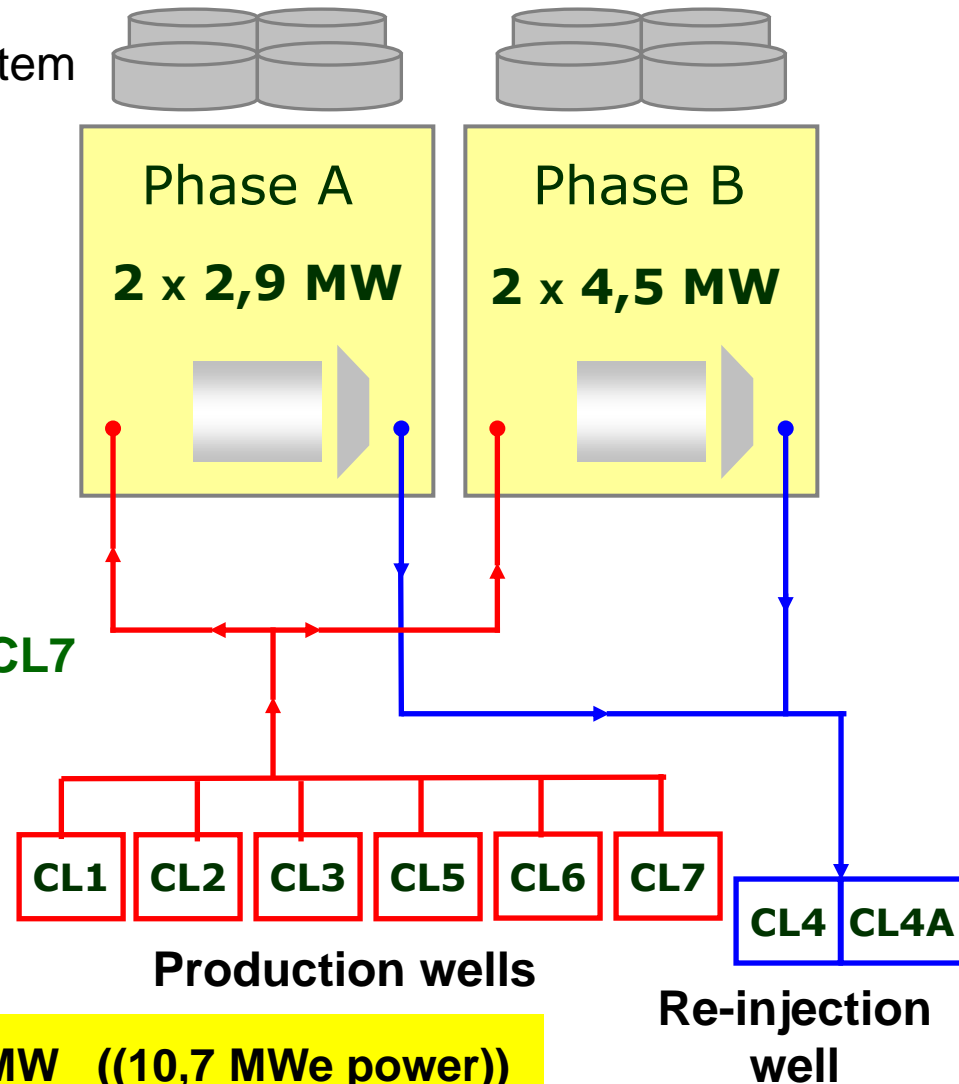 tem
Phase A
2 x 2,9 MW
Phase B
2 x 4,5 MW
CL7
CL1 CL2 CL3 CL5 CL6 CL7
CL4 CL4A
Production wells
Re-injection
well
MW ((10,7 MWe power))